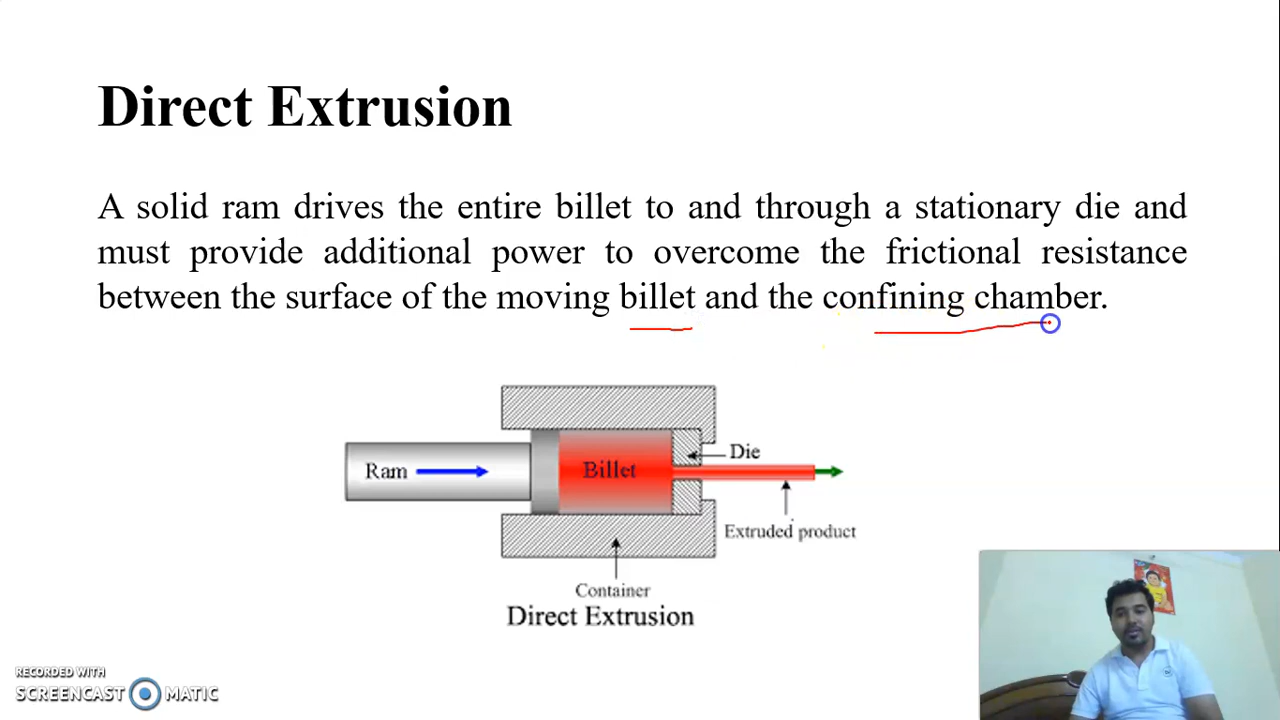 Direct Extrusion
A solid ram drives the entire billet to and through a stationary die and
must provide additional power to overcome the frictional resistance
between the surface of the moving billet and the confining chamber.
Ram
Billet
Die
Extruded product
Container
Direct Extrusion
RECORDED WITH
SCREENCAST MATIC